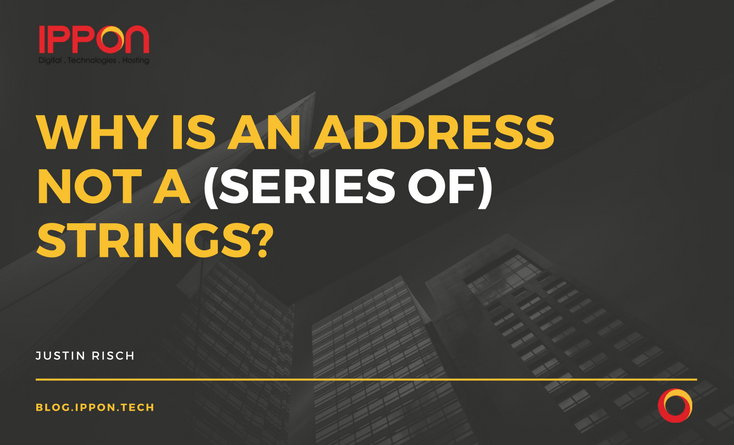 IPPON
Digital . Technologies . Hosting
WHY IS AN ADDRESS
NOT A (SERIES OF)
STRINGS?
JUSTIN RISCH
BLOG.IPPON.TECH